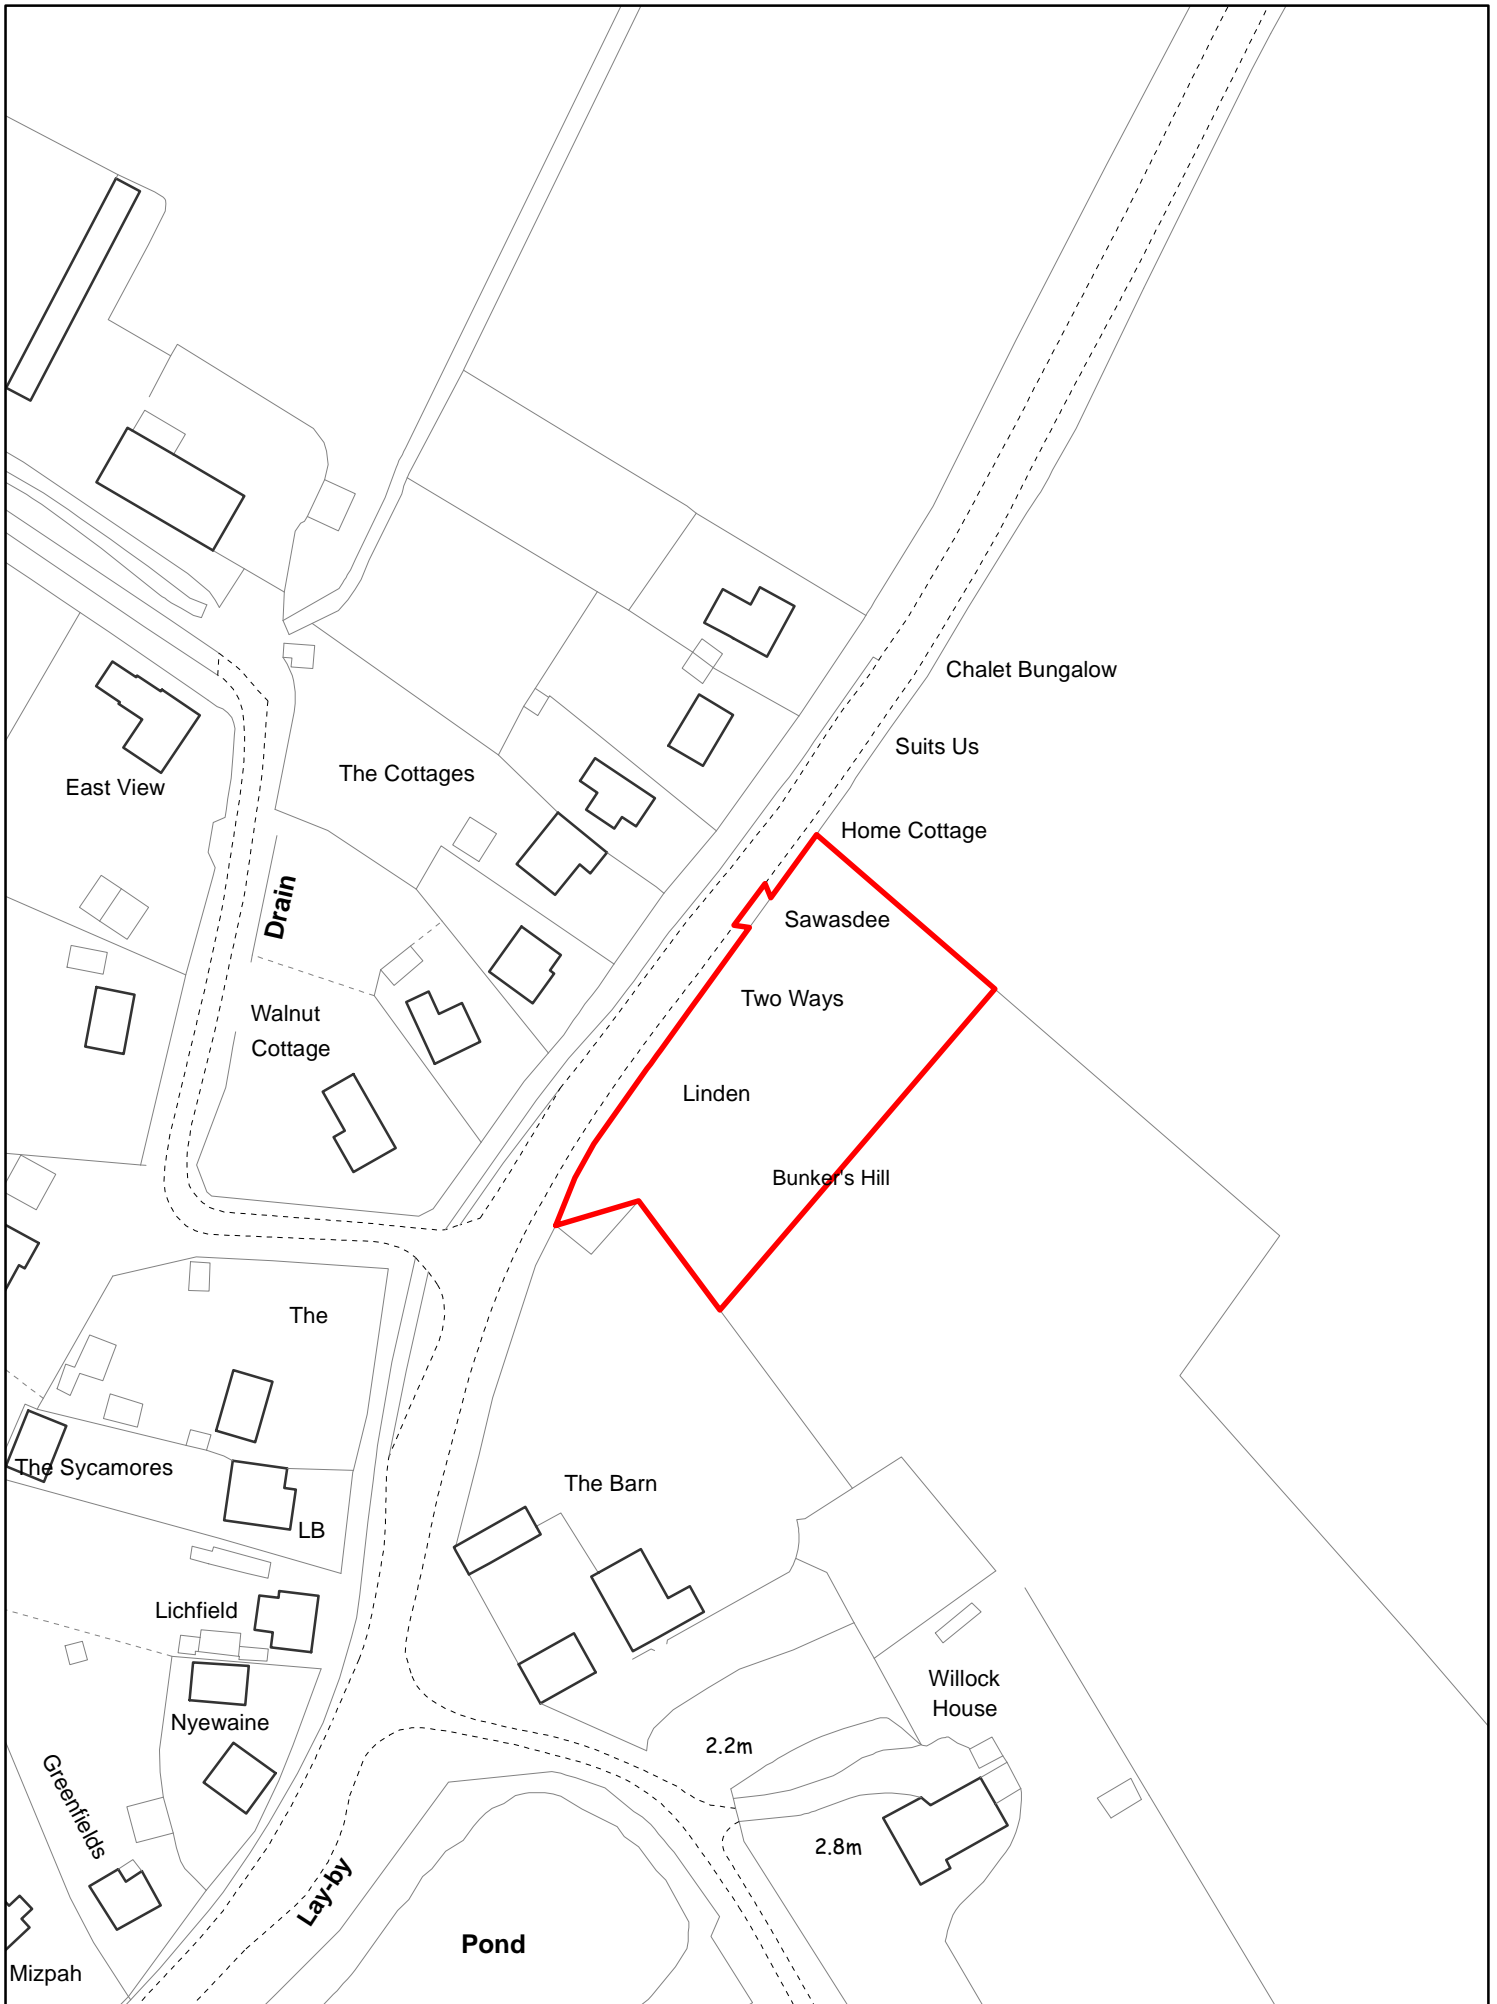 Chalet Bungalow
Suits Us
The Cottages
East View
Home Cottage
Drain
Sawasdee
Two Ways
Walnut
Cottage
Linden
Bunker's Hill
The
The Sycamores
The Barn
LB
Lichfield
Willock
House
Nyewaine
2.2m
Greenfields
2.8m
Lay-by
Pond
Mizpah